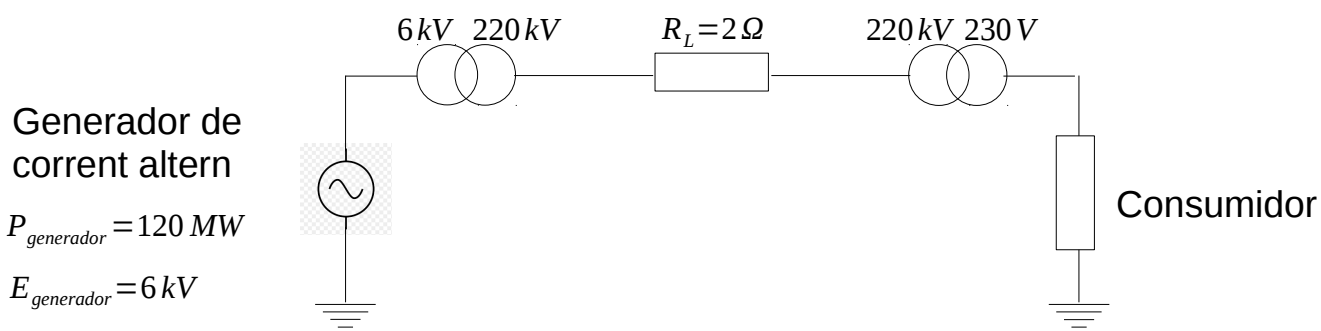 6 kV 220 kV R_L=2 Ω 220 kV 230 V
Generador de
corrent altern
P_generador=120 MW
E_generador=6 kV
Consumidor